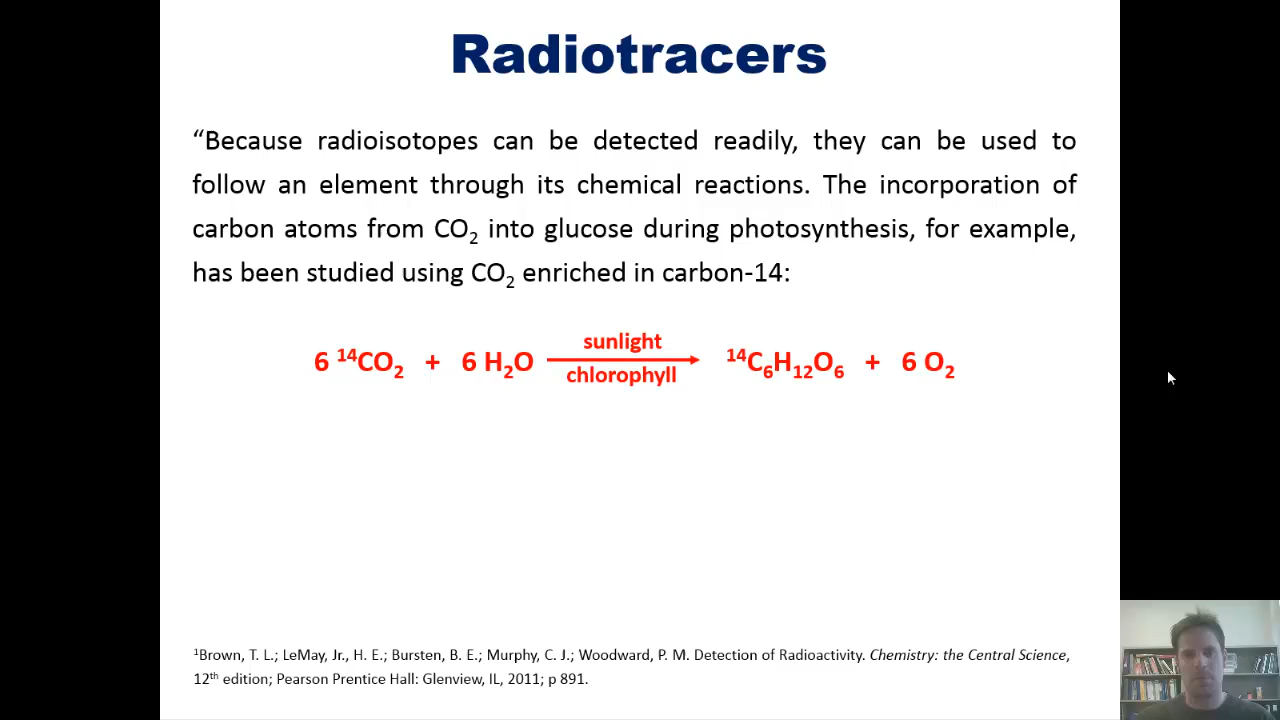 Radiotracers
“Because radioisotopes can be detected readily, they can be used to
follow an element through its chemical reactions. The incorporation of
carbon atoms from CO₂ into glucose during photosynthesis, for example,
has been studied using CO₂ enriched in carbon-14:
sunlight
6 ¹⁴CO₂ + 6 H₂O ⟶ ¹⁴C₆H₁₂O₆ + 6 O₂
chlorophyll
¹Brown, T. L.; LeMay, Jr., H. E.; Bursten, B. E.; Murphy, C. J.; Woodward, P. M. Detection of Radioactivity. Chemistry: the Central Science,
12ᵗʰ edition; Pearson Prentice Hall: Glenview, IL, 2011; p 891.